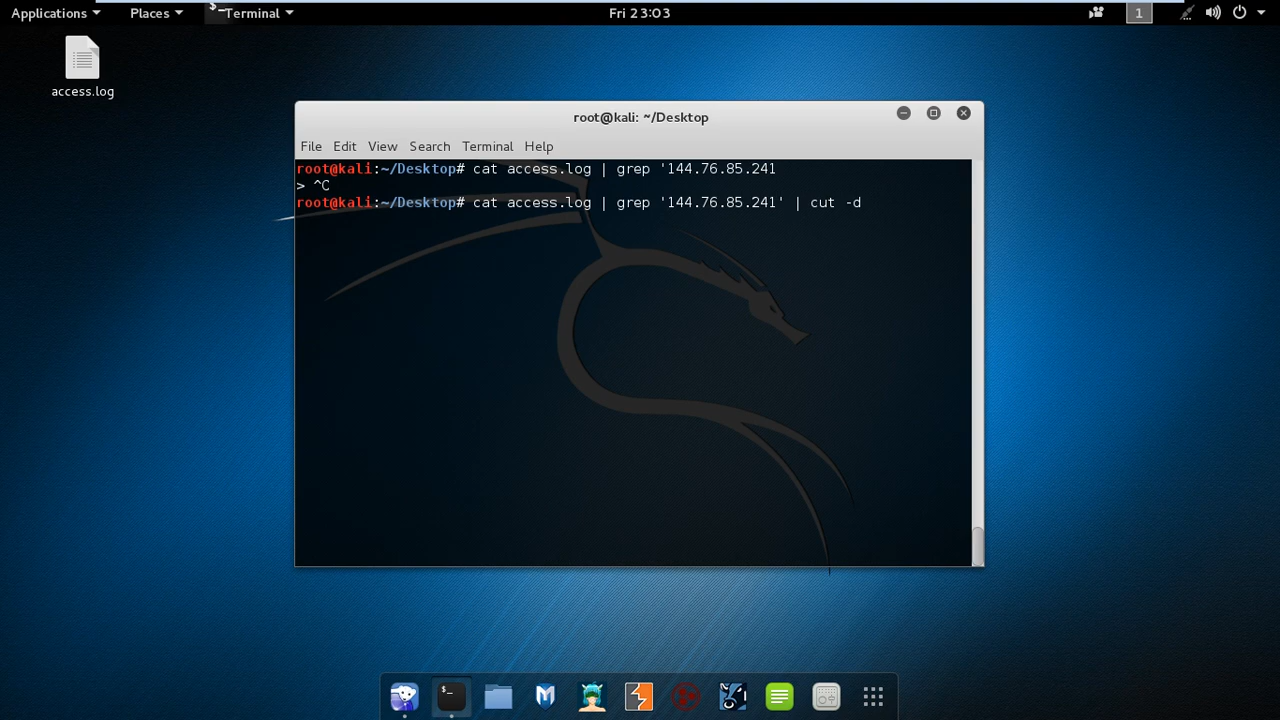 Applications Places Terminal Fri 23:03 1
access.log
root@kali: ~/Desktop
File Edit View Search Terminal Help
root@kali:~/Desktop# cat access.log | grep '144.76.85.241
> ^C
root@kali:~/Desktop# cat access.log | grep '144.76.85.241' | cut -d